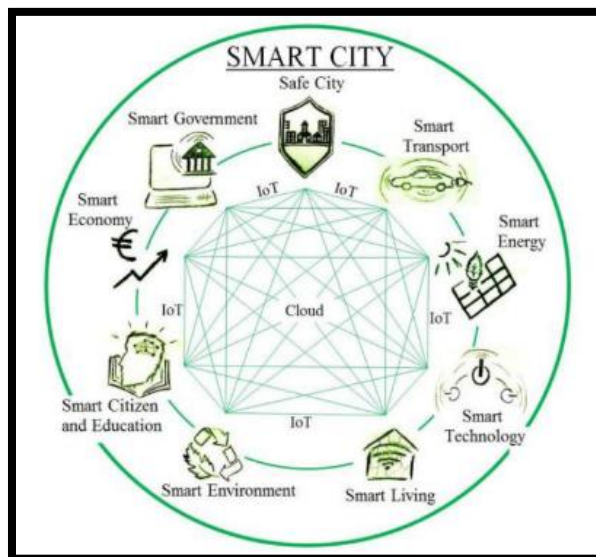 SMART CITY
Safe City
Smart Government
Smart
Transport
IoT
IoT
Smart
Economy
€
Smart
Energy
IoT
Cloud
IoT
Smart Citizen
and Education
Smart
Technology
IoT
Smart Environment
Smart Living